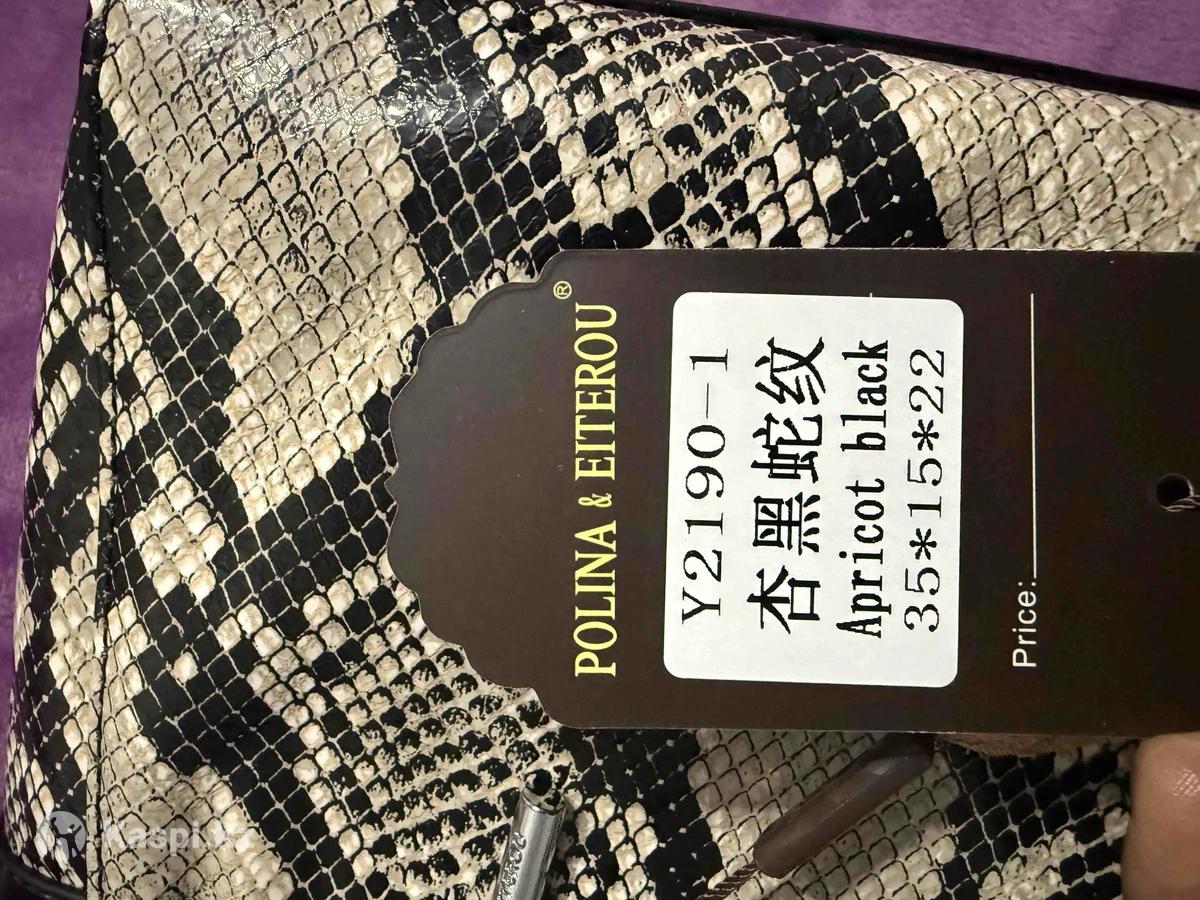 POLINA & EITEROU®
Y2190-1
杏黑蛇纹
Apricot black
35*15*22
Price:
Kaspi.kz